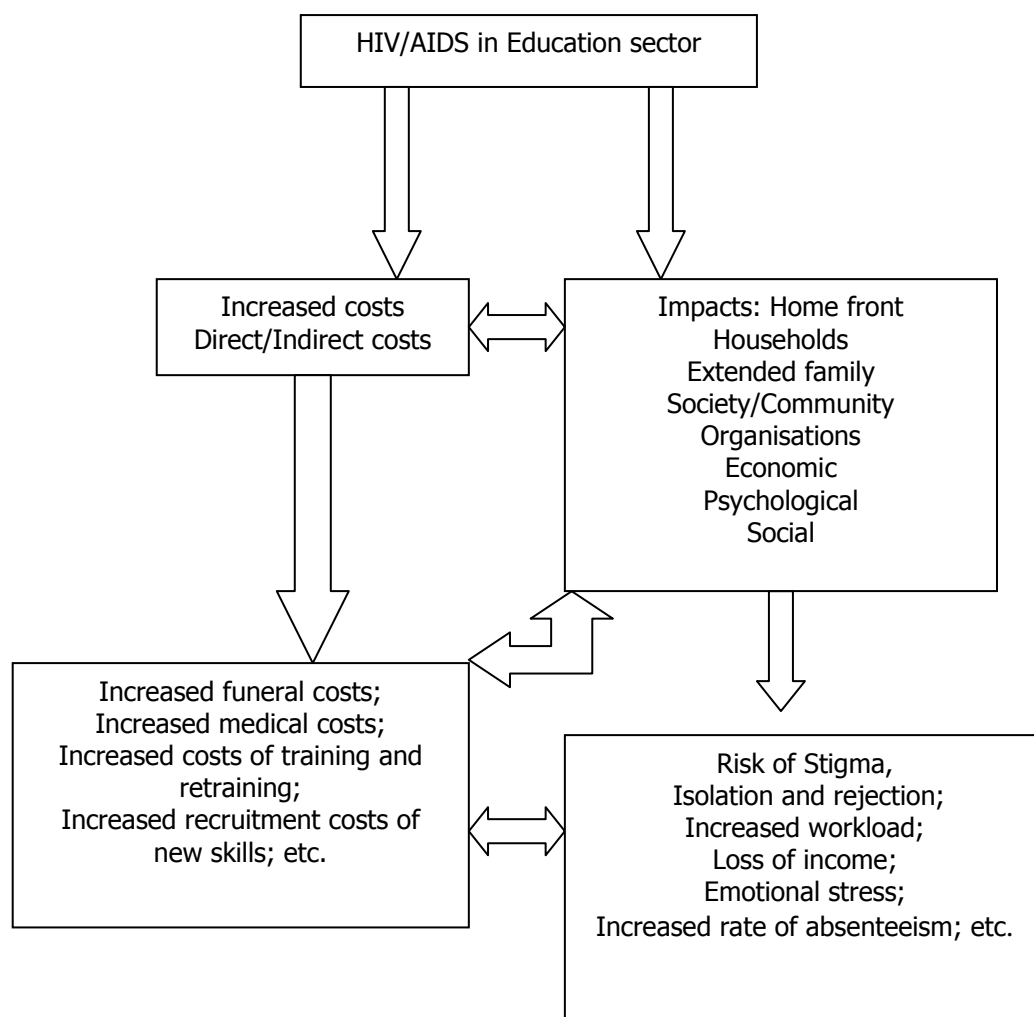 HIV/AIDS in Education sector
Increased costs
Direct/Indirect costs
Impacts: Home front
Households
Extended family
Society/Community
Organisations
Economic
Psychological
Social
Increased funeral costs;
Increased medical costs;
Increased costs of training and
retraining;
Increased recruitment costs of
new skills; etc.
Risk of Stigma,
Isolation and rejection;
Increased workload;
Loss of income;
Emotional stress;
Increased rate of absenteeism; etc.